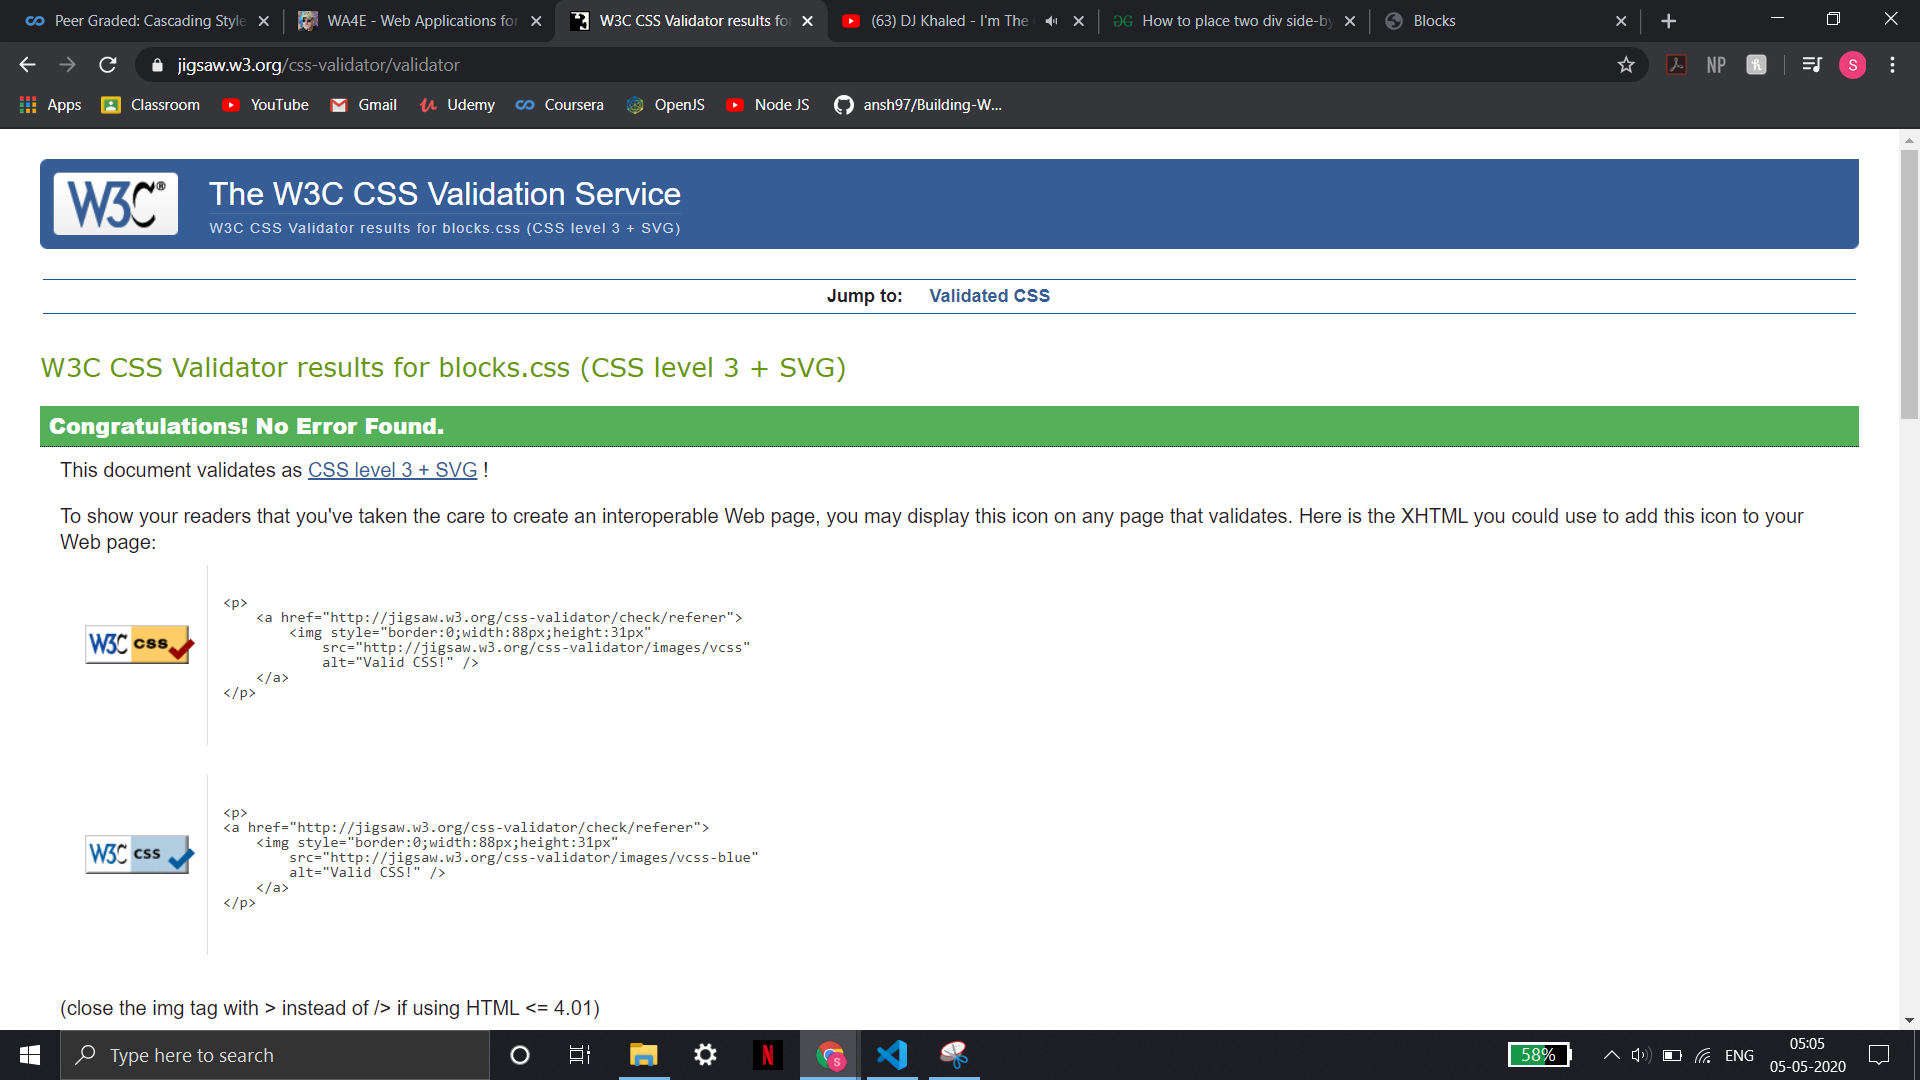 Peer Graded: Cascading Style
WA4E - Web Applications for
W3C CSS Validator results for
(63) DJ Khaled - I'm The
How to place two div side-by
Blocks
jigsaw.w3.org/css-validator/validator
NP
S
Apps
Classroom
YouTube
Gmail
Udemy
Coursera
OpenJS
Node JS
ansh97/Building-W...
W3C®
The W3C CSS Validation Service
W3C CSS Validator results for blocks.css (CSS level 3 + SVG)
Jump to: Validated CSS
W3C CSS Validator results for blocks.css (CSS level 3 + SVG)
Congratulations! No Error Found.
This document validates as CSS level 3 + SVG !
To show your readers that you've taken the care to create an interoperable Web page, you may display this icon on any page that validates. Here is the XHTML you could use to add this icon to your
Web page:
W3C css
<p>
<a href="http://jigsaw.w3.org/css-validator/check/referer">
<img style="border:0;width:88px;height:31px"
src="http://jigsaw.w3.org/css-validator/images/vcss"
alt="Valid CSS!" />
</a>
</p>
W3C css
<p>
<a href="http://jigsaw.w3.org/css-validator/check/referer">
<img style="border:0;width:88px;height:31px"
src="http://jigsaw.w3.org/css-validator/images/vcss-blue"
alt="Valid CSS!" />
</a>
</p>
(close the img tag with > instead of /> if using HTML <= 4.01)
Type here to search
N
S
58%
ENG
05:05
05-05-2020